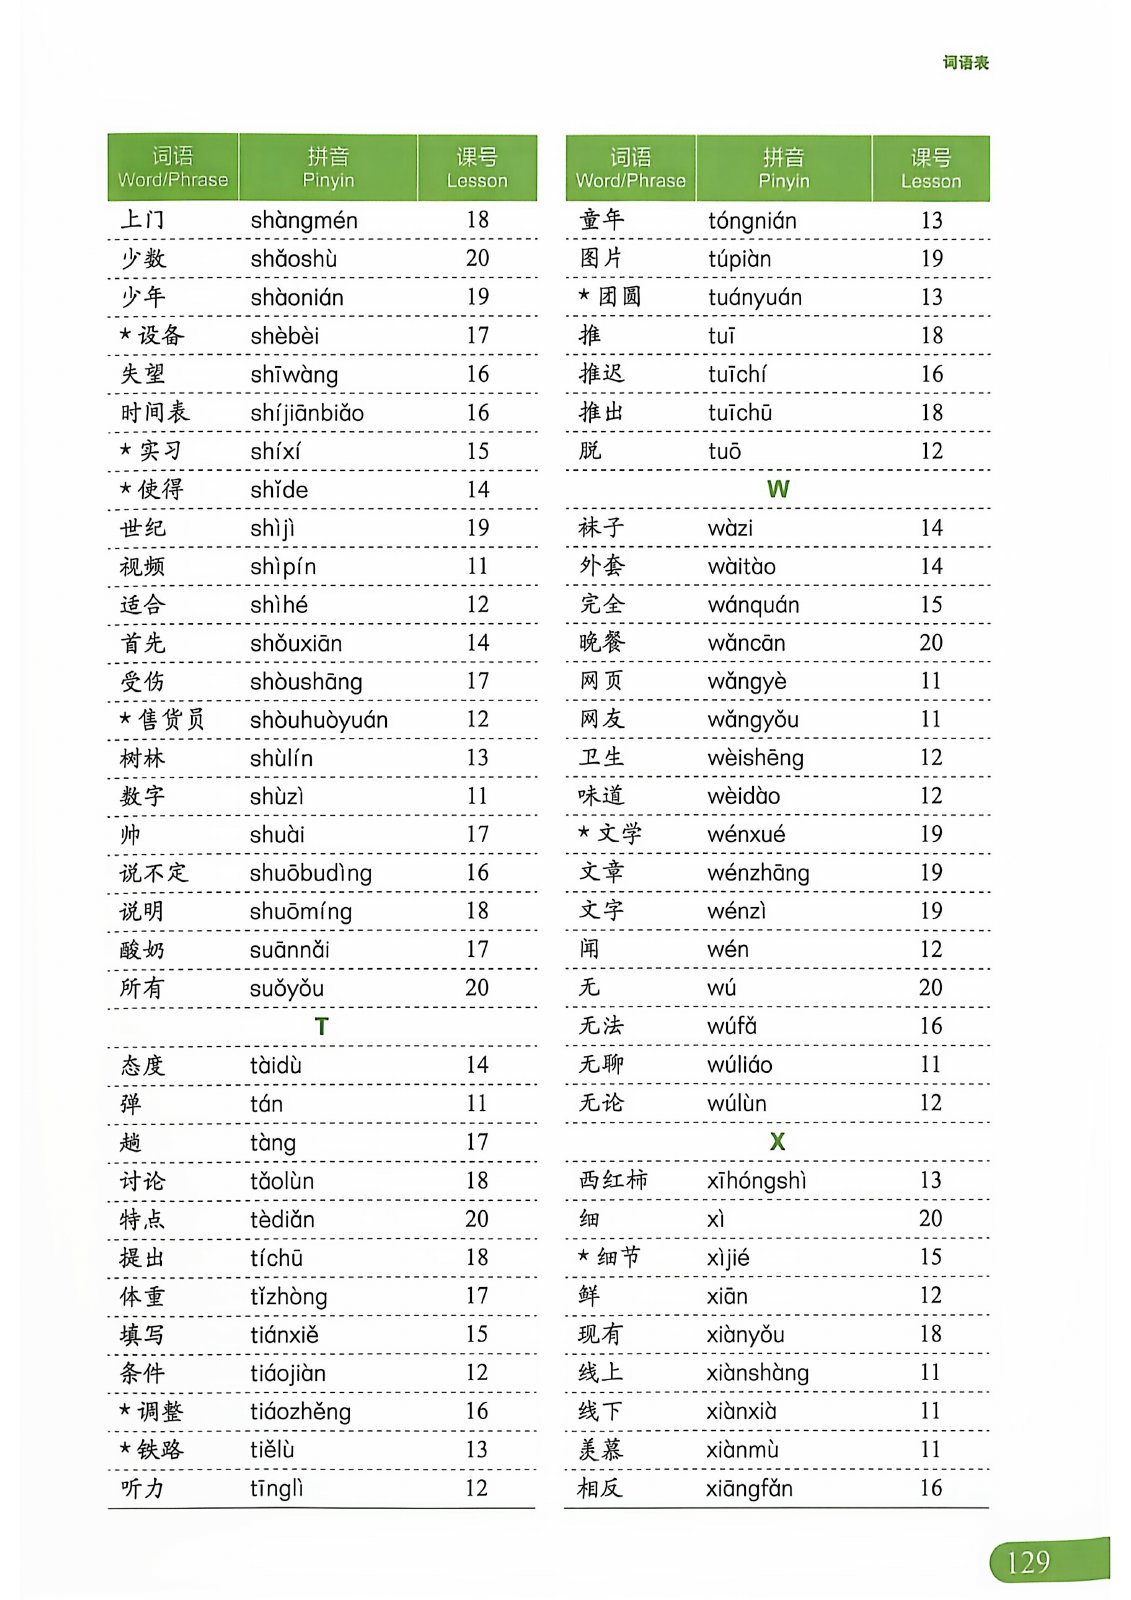 词语表
词语 拼音 课号
Word/Phrase Pinyin Lesson
上门 shàngmén 18
少数 shǎoshù 20
少年 shàonián 19
* 设备 shèbèi 17
失望 shīwàng 16
时间表 shíjiānbiǎo 16
* 实习 shíxí 15
* 使得 shǐde 14
世纪 shìjì 19
视频 shìpín 11
适合 shìhé 12
首先 shǒuxiān 14
受伤 shòushāng 17
* 售货员 shòuhuòyuán 12
树林 shùlín 13
数字 shùzì 11
帅 shuài 17
说不定 shuōbudìng 16
说明 shuōmíng 18
酸奶 suānnǎi 17
所有 suǒyǒu 20
T
态度 tàidù 14
弹 tán 11
趟 tàng 17
讨论 tǎolùn 18
特点 tèdiǎn 20
提出 tíchū 18
体重 tǐzhòng 17
填写 tiánxiě 15
条件 tiáojiàn 12
* 调整 tiáozhěng 16
* 铁路 tiělù 13
听力 tīnglì 12
词语 拼音 课号
Word/Phrase Pinyin Lesson
童年 tóngnián 13
图片 túpiàn 19
* 团圆 tuányuán 13
推 tuī 18
推迟 tuīchí 16
推出 tuīchū 18
脱 tuō 12
W
袜子 wàzi 14
外套 wàitào 14
完全 wánquán 15
晚餐 wǎncān 20
网页 wǎngyè 11
网友 wǎngyǒu 11
卫生 wèishēng 12
味道 wèidào 12
* 文学 wénxué 19
文章 wénzhāng 19
文字 wénzì 19
闻 wén 12
无 wú 20
无法 wúfǎ 16
无聊 wúliáo 11
无论 wúlùn 12
X
西红柿 xīhóngshì 13
细 xì 20
* 细节 xìjié 15
鲜 xiān 12
现有 xiànyǒu 18
线上 xiànshàng 11
线下 xiànxià 11
羡慕 xiànmù 11
相反 xiāngfǎn 16
129